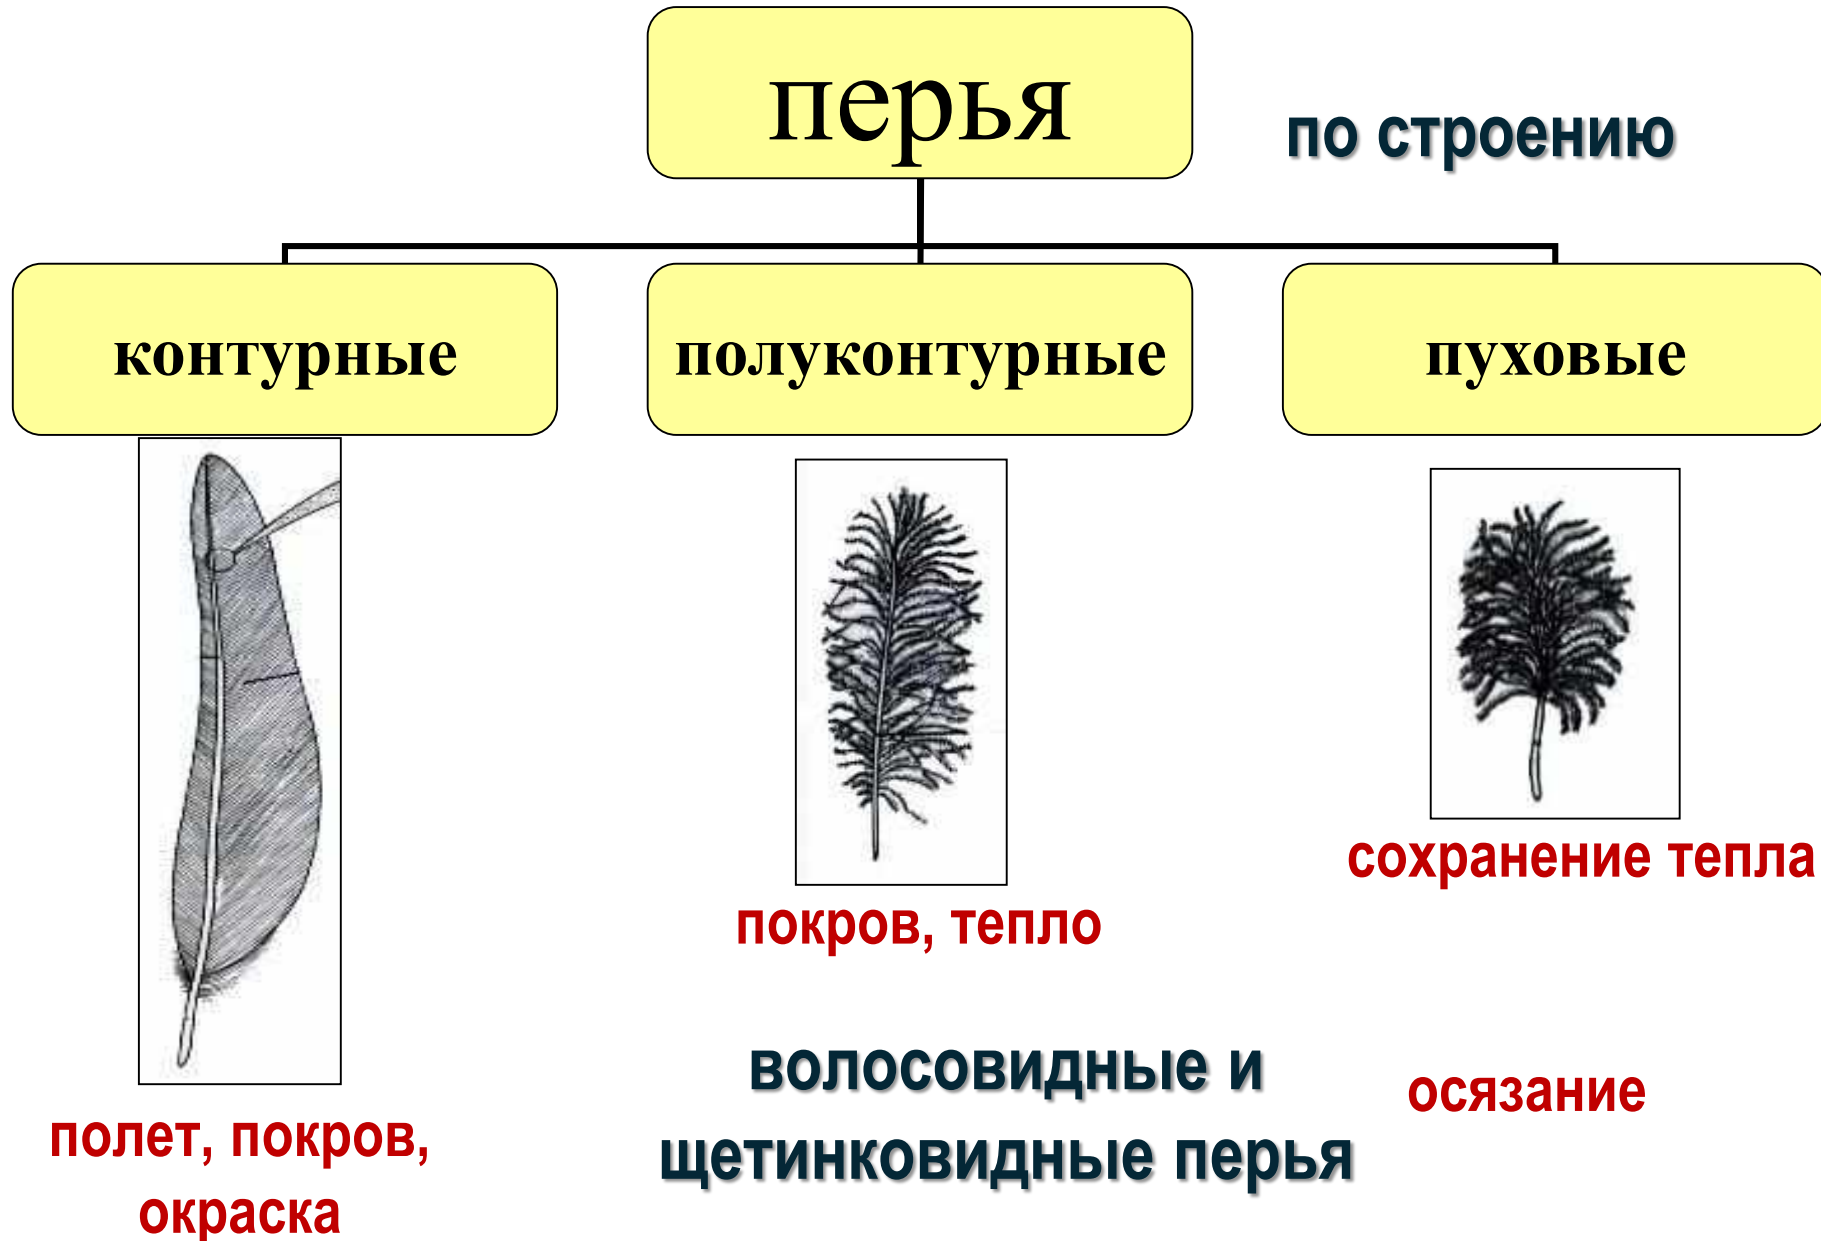 перья
по строению
контурные
полуконтурные
пуховые
сохранение тепла
покров, тепло
полет, покров,
окраска
волосовидные и
щетинковидные перья
осязание